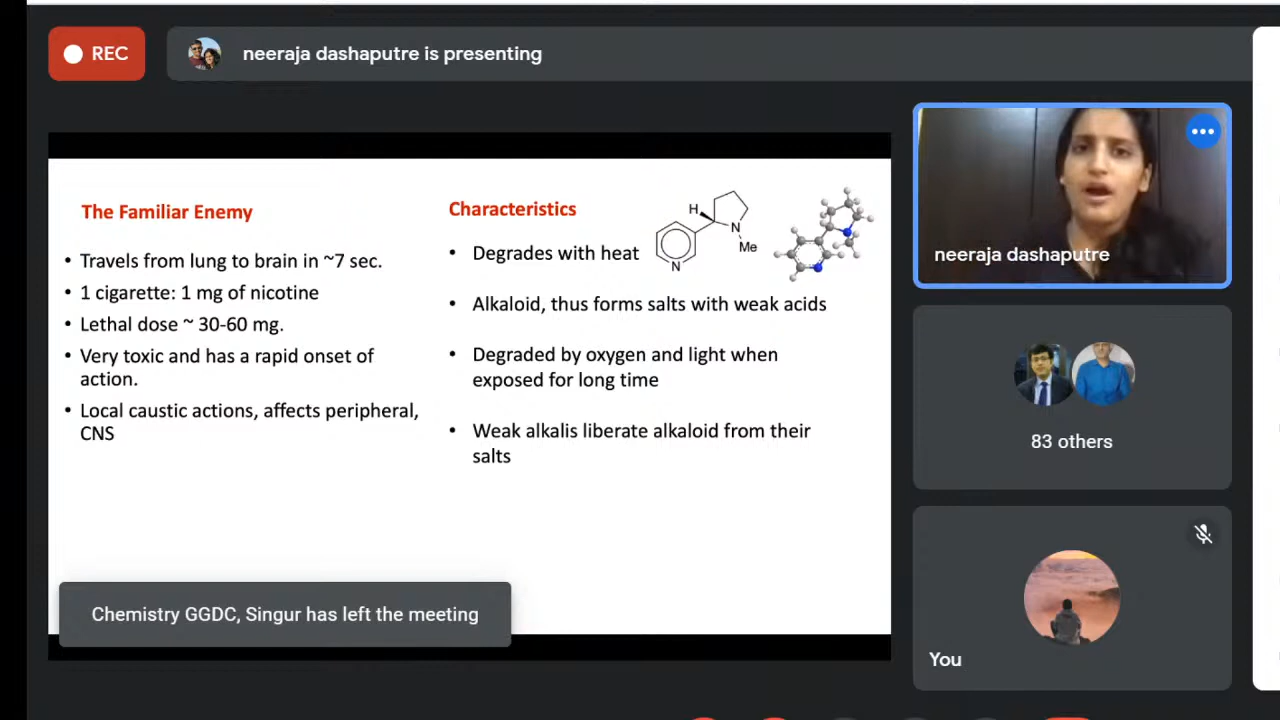 REC
neeraja dashaputre is presenting
The Familiar Enemy
• Travels from lung to brain in ~7 sec.
• 1 cigarette: 1 mg of nicotine
• Lethal dose ~ 30-60 mg.
• Very toxic and has a rapid onset of
action.
• Local caustic actions, affects peripheral,
CNS
Characteristics
• Degrades with heat
• Alkaloid, thus forms salts with weak acids
• Degraded by oxygen and light when
exposed for long time
• Weak alkalis liberate alkaloid from their
salts
H
N
Me
N
neeraja dashaputre
83 others
You
Chemistry GGDC, Singur has left the meeting